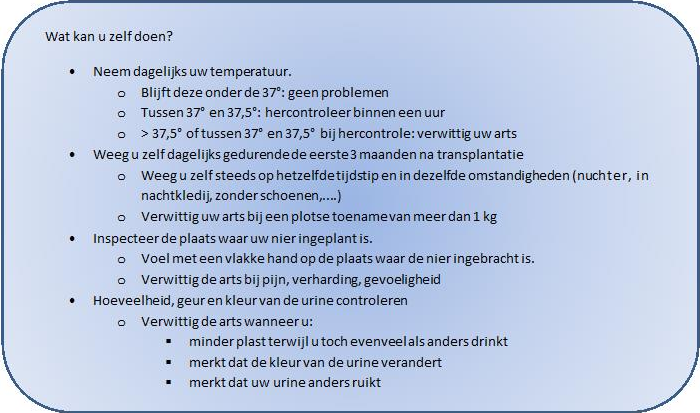 Wat kan u zelf doen?
• Neem dagelijks uw temperatuur.
o Blijft deze onder de 37°: geen problemen
o Tussen 37° en 37,5°: hercontroleer binnen een uur
o > 37,5° of tussen 37° en 37,5° bij hercontrole: verwittig uw arts
• Weeg u zelf dagelijks gedurende de eerste 3 maanden na transplantatie
o Weeg u zelf steeds op hetzelfde tijdstip en in dezelfde omstandigheden (nuchter, in
nachtkledij, zonder schoenen,....)
o Verwittig uw arts bij een plotse toename van meer dan 1 kg
• Inspecteer de plaats waar uw nier ingeplant is.
o Voel met een vlakke hand op de plaats waar de nier ingebracht is.
o Verwittig de arts bij pijn, verharding, gevoeligheid
• Hoeveelheid, geur en kleur van de urine controleren
o Verwittig de arts wanneer u:
▪ minder plast terwijl u toch evenveel als anders drinkt
▪ merkt dat de kleur van de urine verandert
▪ merkt dat uw urine anders ruikt